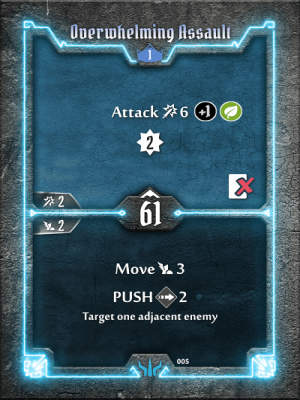 Overwhelming Assault
1
Attack 6 +1
2
2
61
2
Move 3
PUSH 2
Target one adjacent enemy
005